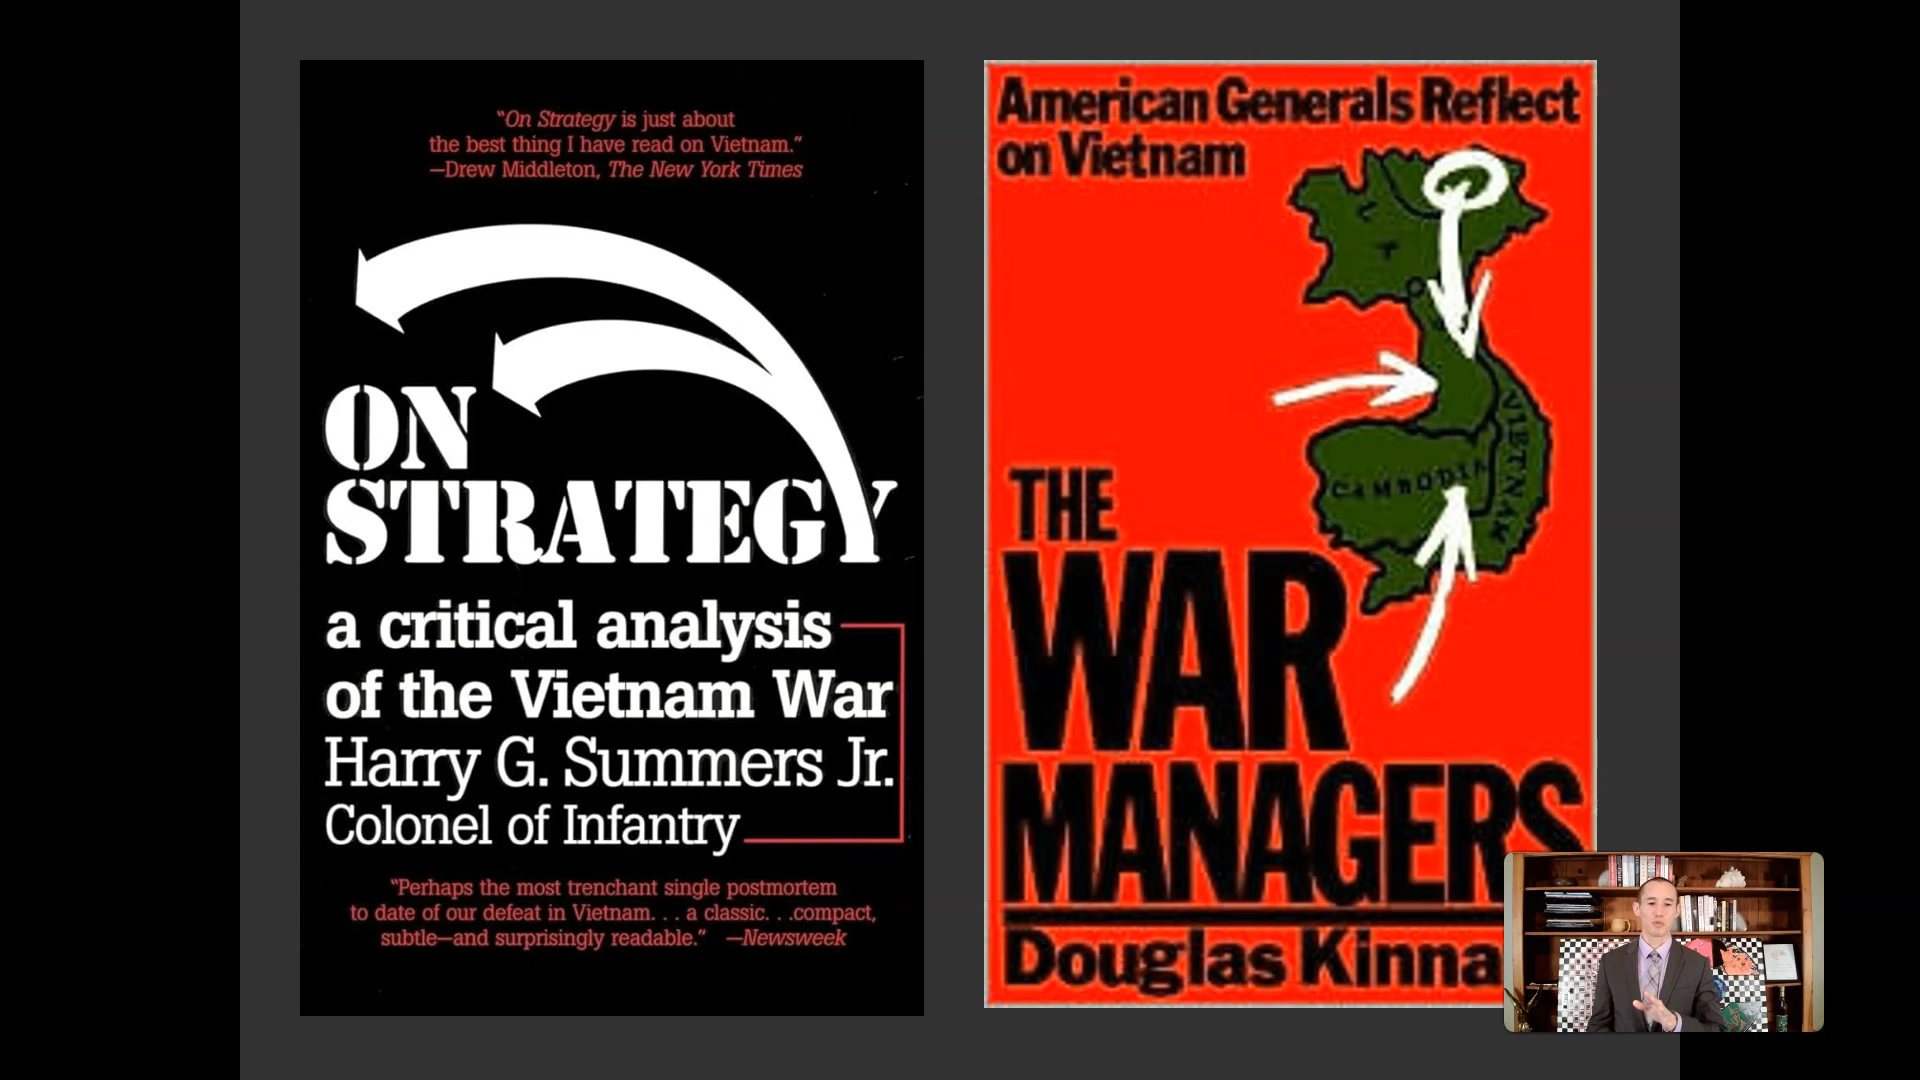 "On Strategy is just about
the best thing I have read on Vietnam."
—Drew Middleton, The New York Times
ON
STRATEGY
a critical analysis
of the Vietnam War
Harry G. Summers Jr.
Colonel of Infantry
"Perhaps the most trenchant single postmortem
to date of our defeat in Vietnam. . . a classic. . .compact,
subtle—and surprisingly readable." —Newsweek
American Generals Reflect
on Vietnam
VIETNAM
CAMBODIA
THE
WAR
MANAGERS
Douglas Kinna